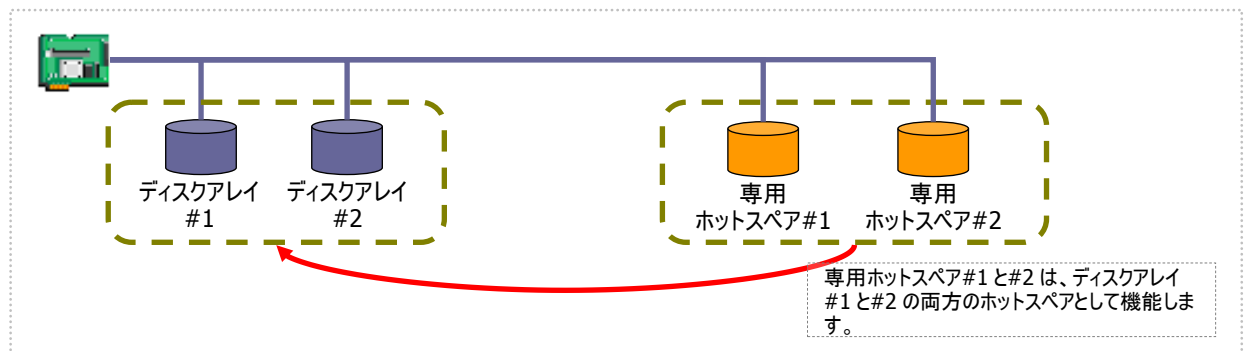 ディスクアレイ
#1
ディスクアレイ
#2
専用
ホットスペア#1
専用
ホットスペア#2
専用ホットスペア#1 と#2 は、ディスクアレイ
#1 と#2 の両方のホットスペアとして機能しま
す。